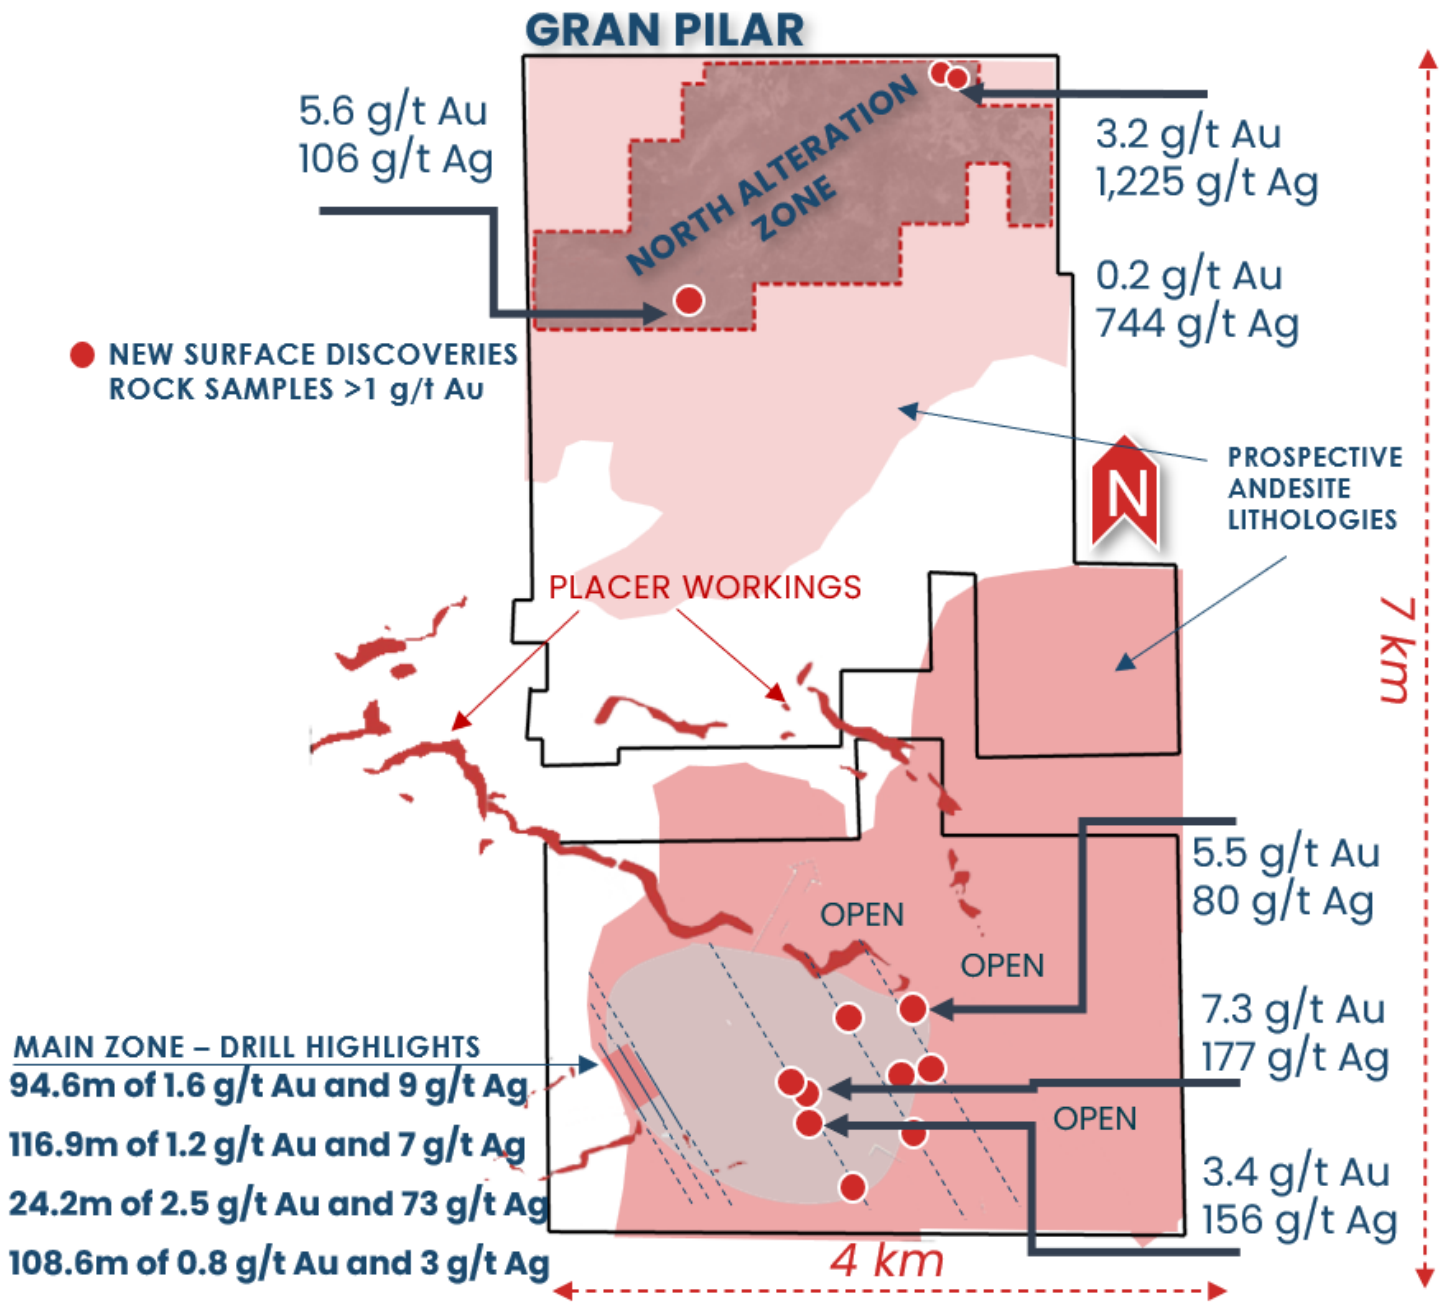 GRAN PILAR
5.6 g/t Au
106 g/t Ag
NORTH ALTERATION
ZONE
3.2 g/t Au
1,225 g/t Ag
0.2 g/t Au
744 g/t Ag
NEW SURFACE DISCOVERIES
ROCK SAMPLES >1 g/t Au
PROSPECTIVE
ANDESITE
LITHOLOGIES
N
PLACER WORKINGS
7 km
5.5 g/t Au
80 g/t Ag
OPEN
OPEN
7.3 g/t Au
177 g/t Ag
OPEN
MAIN ZONE – DRILL HIGHLIGHTS
94.6m of 1.6 g/t Au and 9 g/t Ag
116.9m of 1.2 g/t Au and 7 g/t Ag
24.2m of 2.5 g/t Au and 73 g/t Ag
108.6m of 0.8 g/t Au and 3 g/t Ag
3.4 g/t Au
156 g/t Ag
4 km